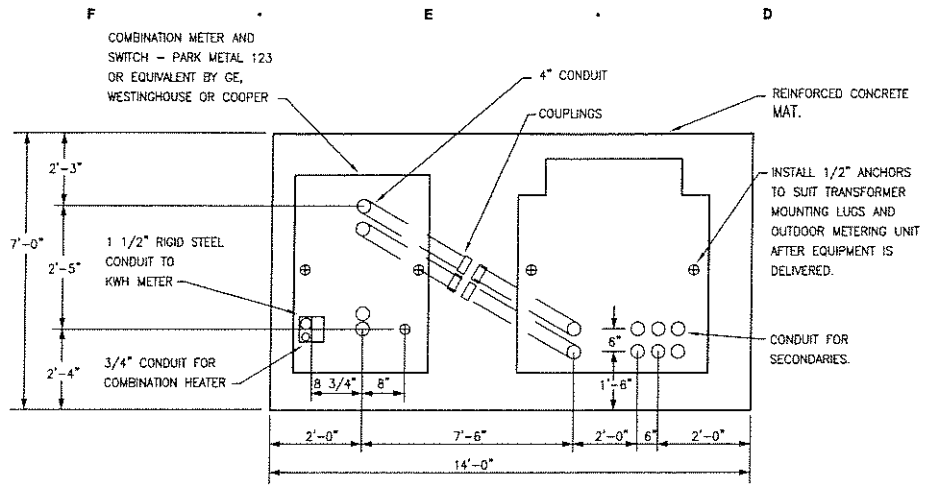 F E D
COMBINATION METER AND
SWITCH – PARK METAL 123
OR EQUIVALENT BY GE,
WESTINGHOUSE OR COOPER
4" CONDUIT
COUPLINGS
REINFORCED CONCRETE
MAT.
INSTALL 1/2" ANCHORS
TO SUIT TRANSFORMER
MOUNTING LUGS AND
OUTDOOR METERING UNIT
AFTER EQUIPMENT IS
DELIVERED.
2'-3"
7'-0"
2'-5"
1 1/2" RIGID STEEL
CONDUIT TO
KWH METER
2'-4"
3/4" CONDUIT FOR
COMBINATION HEATER
8 3/4"
8"
6"
1'-6"
CONDUIT FOR
SECONDARIES.
2'-0" 7'-6" 2'-0" 6" 2'-0"
14'-0"